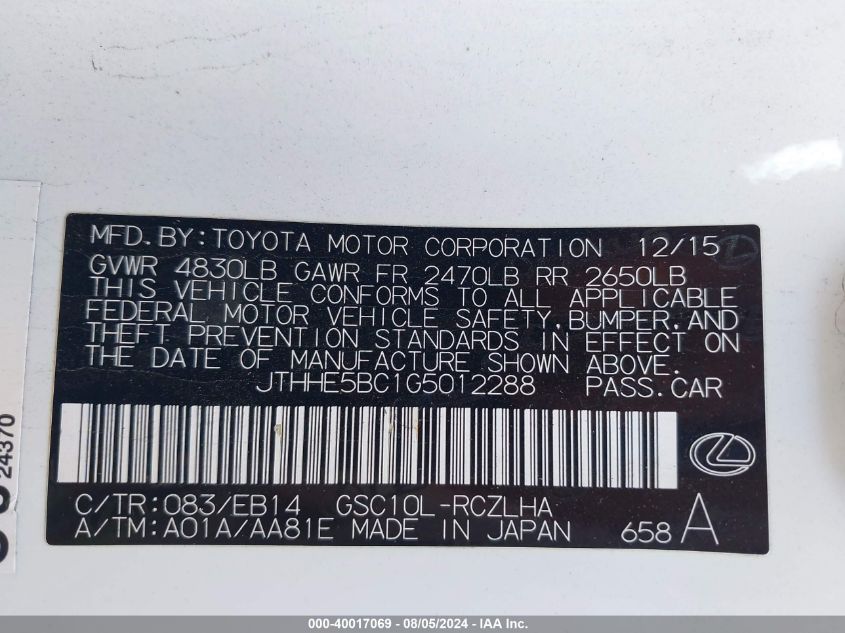 MFD.BY:TOYOTA MOTOR CORPORATION 12/15
GVWR 4830LB GAWR FR 2470LB RR 2650LB
THIS VEHICLE CONFORMS TO ALL APPLICABLE
FEDERAL MOTOR VEHICLE SAFETY,BUMPER,AND
THEFT PREVENTION STANDARDS IN EFFECT ON
THE DATE OF MANUFACTURE SHOWN ABOVE.
JTHHE5BC1G5012288 PASS.CAR
C/TR:083/EB14 GSC10L-RCZLHA
A/TM:A01A/AA81E MADE IN JAPAN 658 A
24370
000-40017069 - 08/05/2024 - IAA Inc.